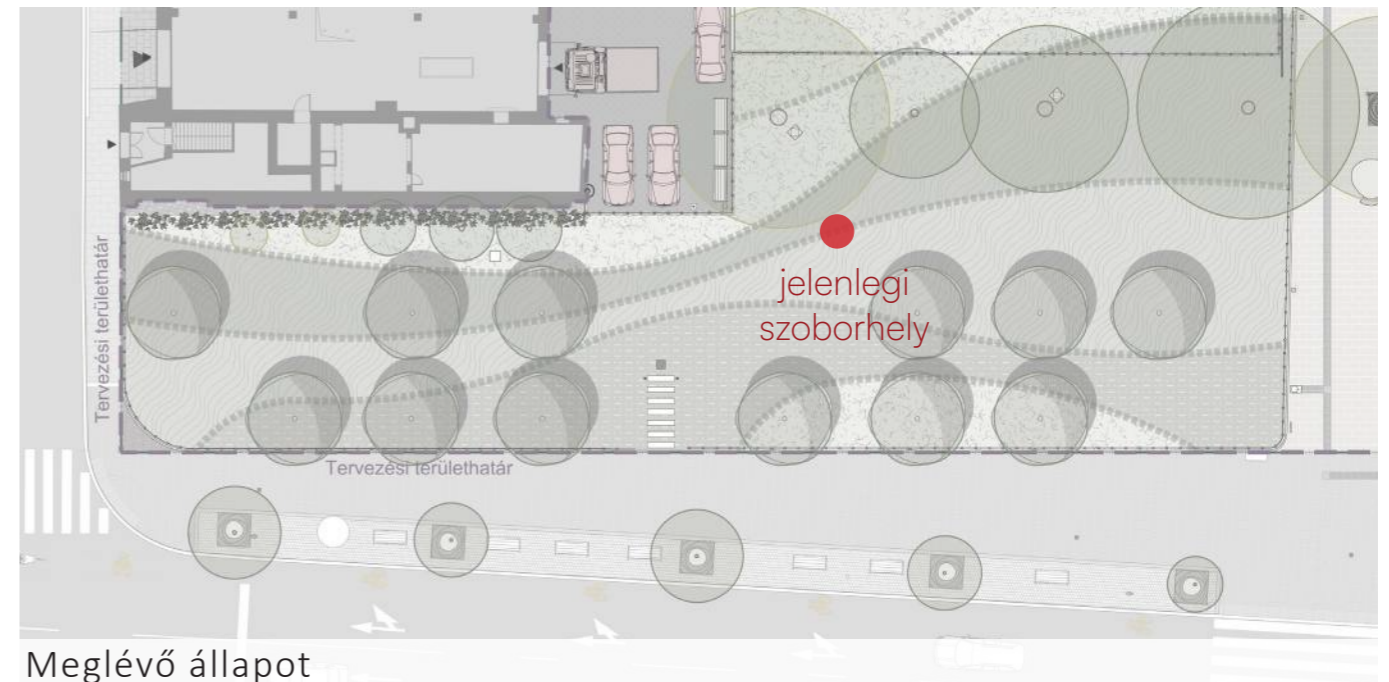 jelenlegi
szoborhely
Tervezési területhatár
Tervezési területhatár
Meglévő állapot